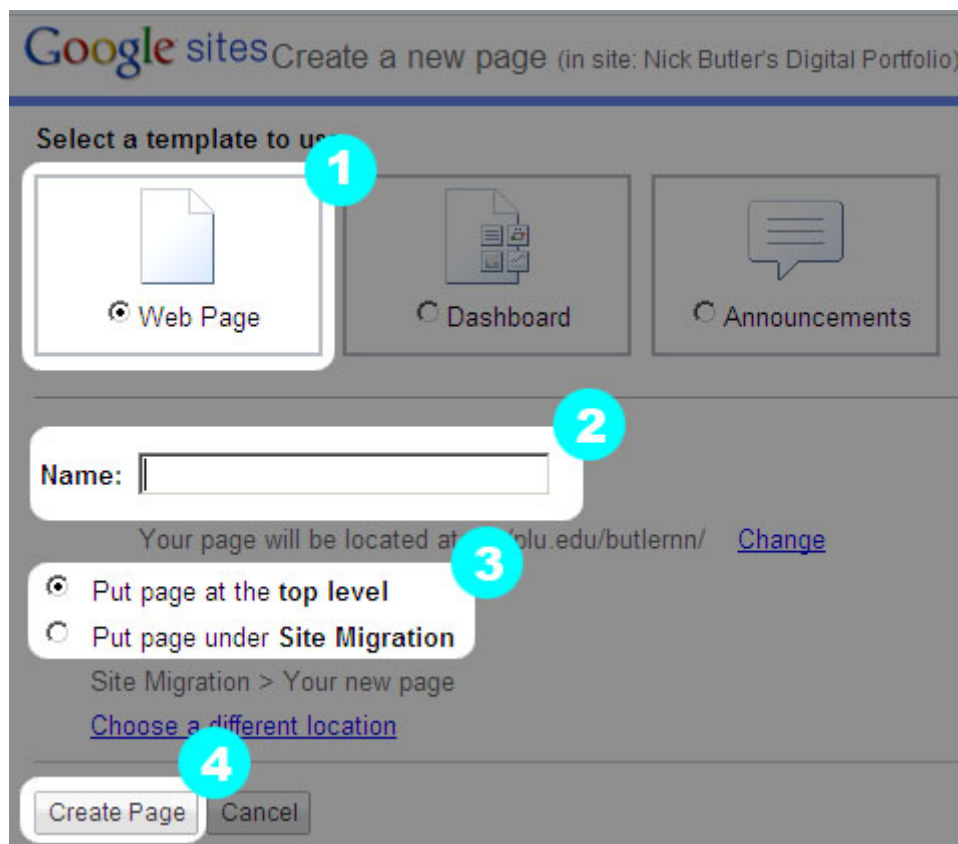 Google sites Create a new page (in site: Nick Butler's Digital Portfolio)
Select a template to
1
Web Page
Dashboard
Announcements
2
Name:
Your page will be located at plu.edu/butlernn/ Change
3
Put page at the top level
Put page under Site Migration
Site Migration > Your new page
Choose a different location
4
Create Page Cancel